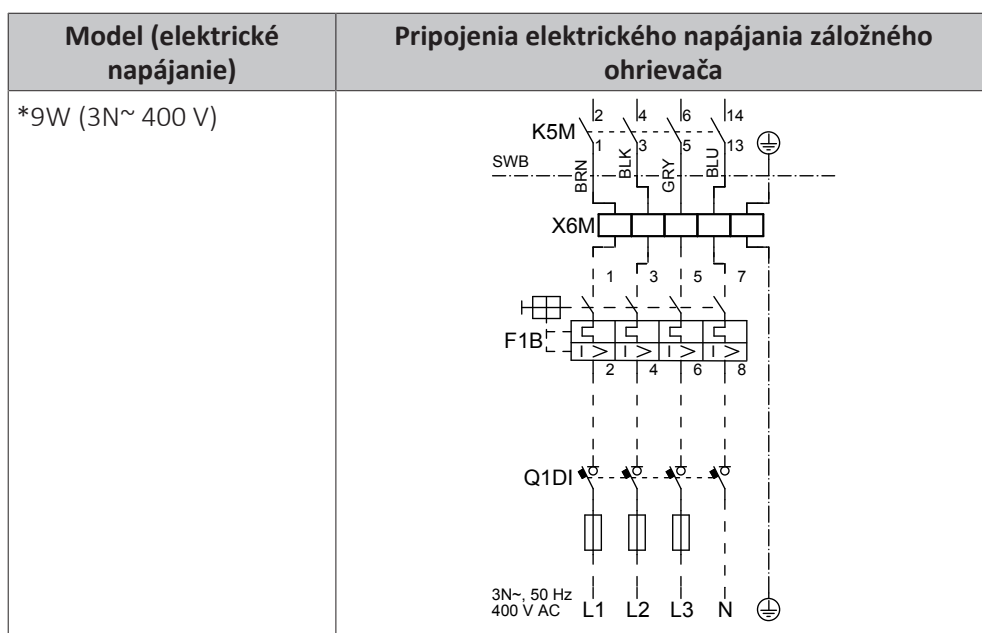 Model (elektrické napájanie)
Pripojenia elektrického napájania záložného ohrievača
*9W (3N~ 400 V)
2 4 6 14
K5M
1 3 5 13
SWB
BRN BLK GRY BLU
X6M
1 3 5 7
F1B
I > I > I > I >
2 4 6 8
Q1DI
3N~, 50 Hz
400 V AC L1 L2 L3 N